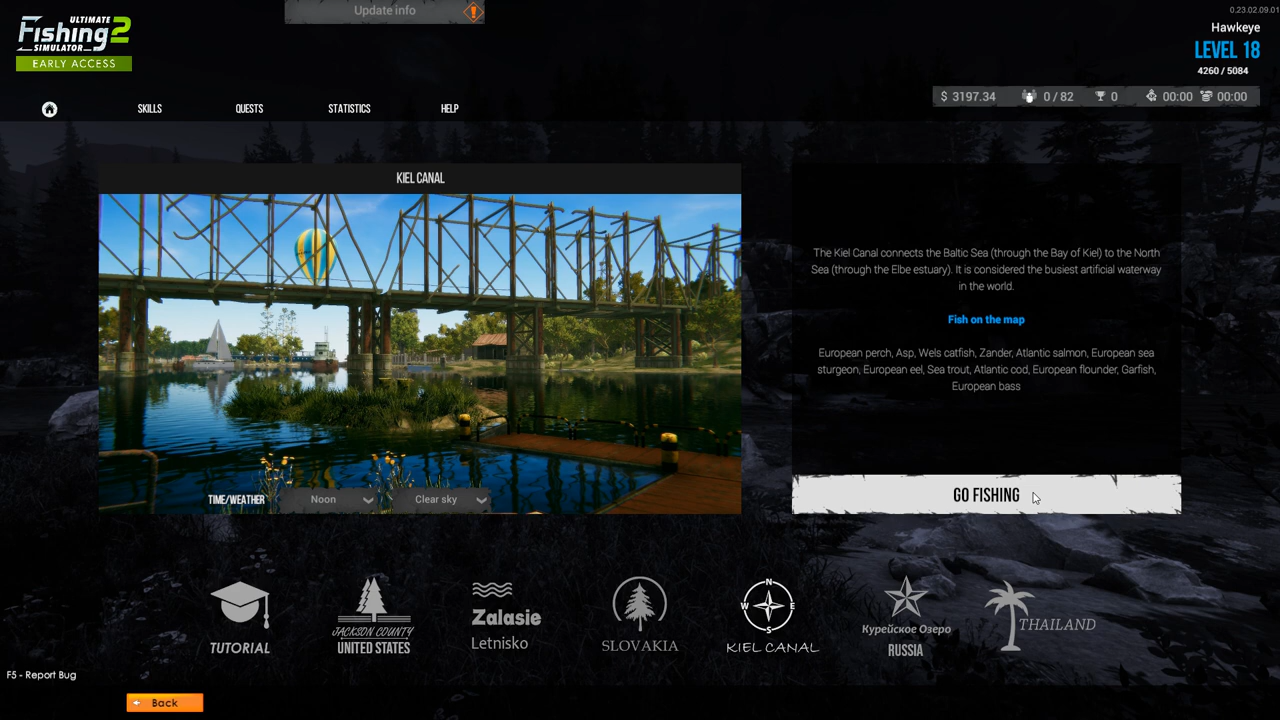 Update info
0.23.02.09.01
ULTIMATE
Fishing 2
SIMULATOR
EARLY ACCESS
Hawkeye
LEVEL 18
4260 / 5084
$ 3197.34 0 / 82 0 00:00 00:00
SKILLS QUESTS STATISTICS HELP
KIEL CANAL
The Kiel Canal connects the Baltic Sea (through the Bay of Kiel) to the North
Sea (through the Elbe estuary). It is considered the busiest artificial waterway
in the world.
Fish on the map
European perch, Asp, Wels catfish, Zander, Atlantic salmon, European sea
sturgeon, European eel, Sea trout, Atlantic cod, European flounder, Garfish,
European bass
TIME/WEATHER Noon Clear sky
GO FISHING
TUTORIAL
JACKSON COUNTY
UNITED STATES
Zalasie
Letnisko
SLOVAKIA
N
W E
S
KIEL CANAL
Курейское Озеро
RUSSIA
THAILAND
F5 - Report Bug
Back